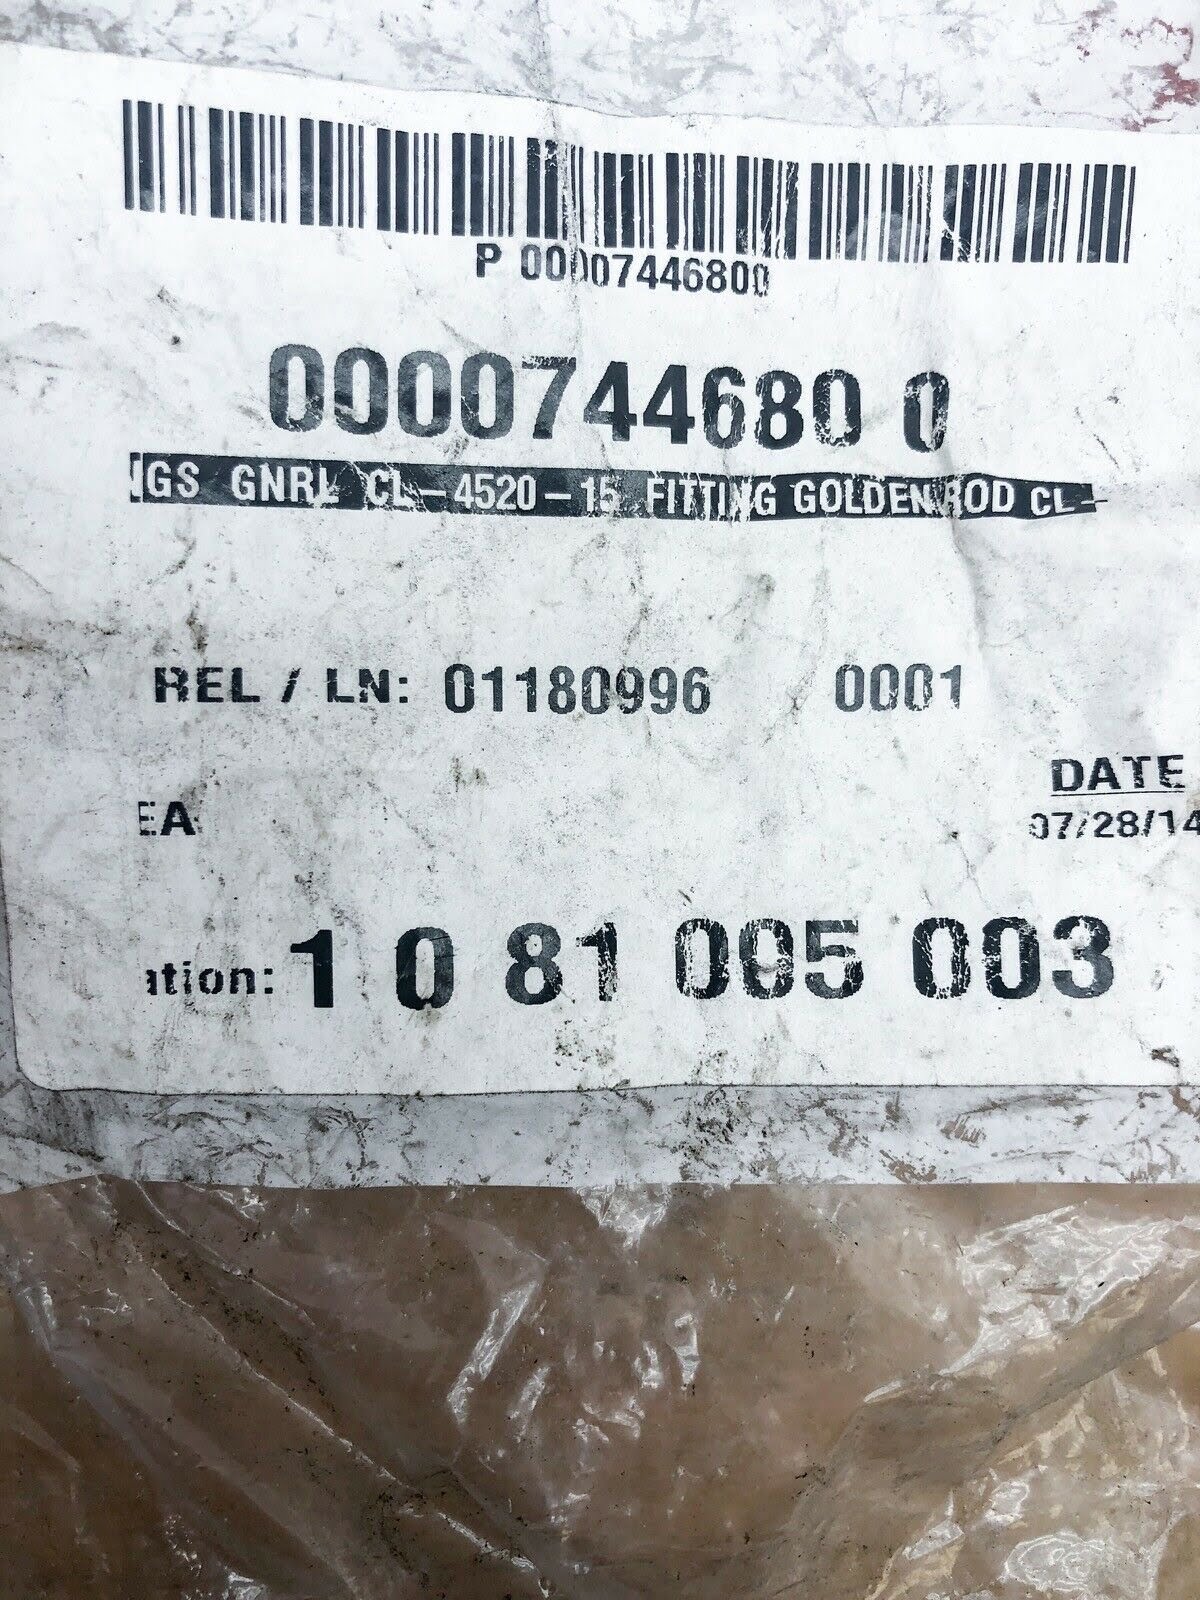 P 00007446800
0000744680 0
NGS GNRL CL-4520-15 FITTING GOLDENROD CL-
REL / LN: 01180996 0001
DATE
EA
07/28/14
ation: 1 0 81 005 003